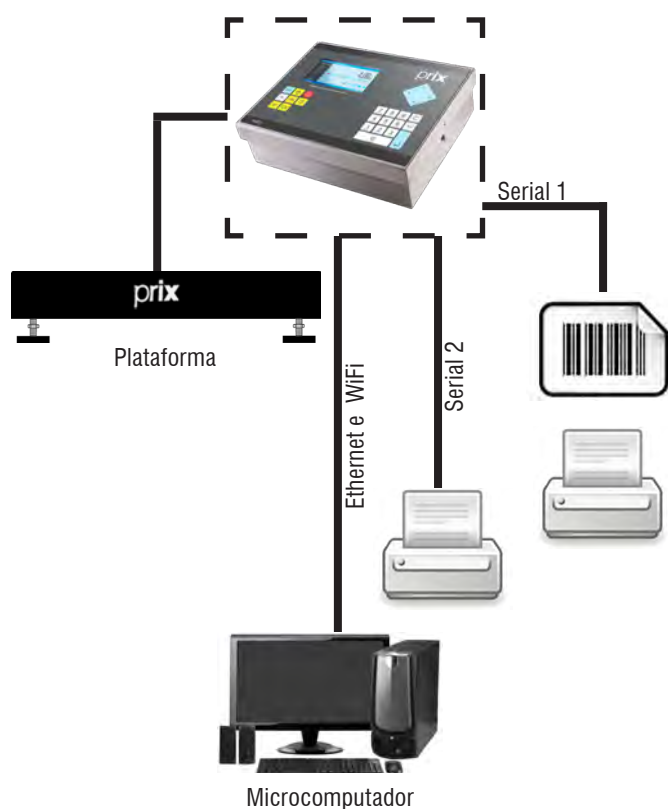 prix
Serial 1
prix
Plataforma
Ethernet e WiFi
Serial 2
Microcomputador